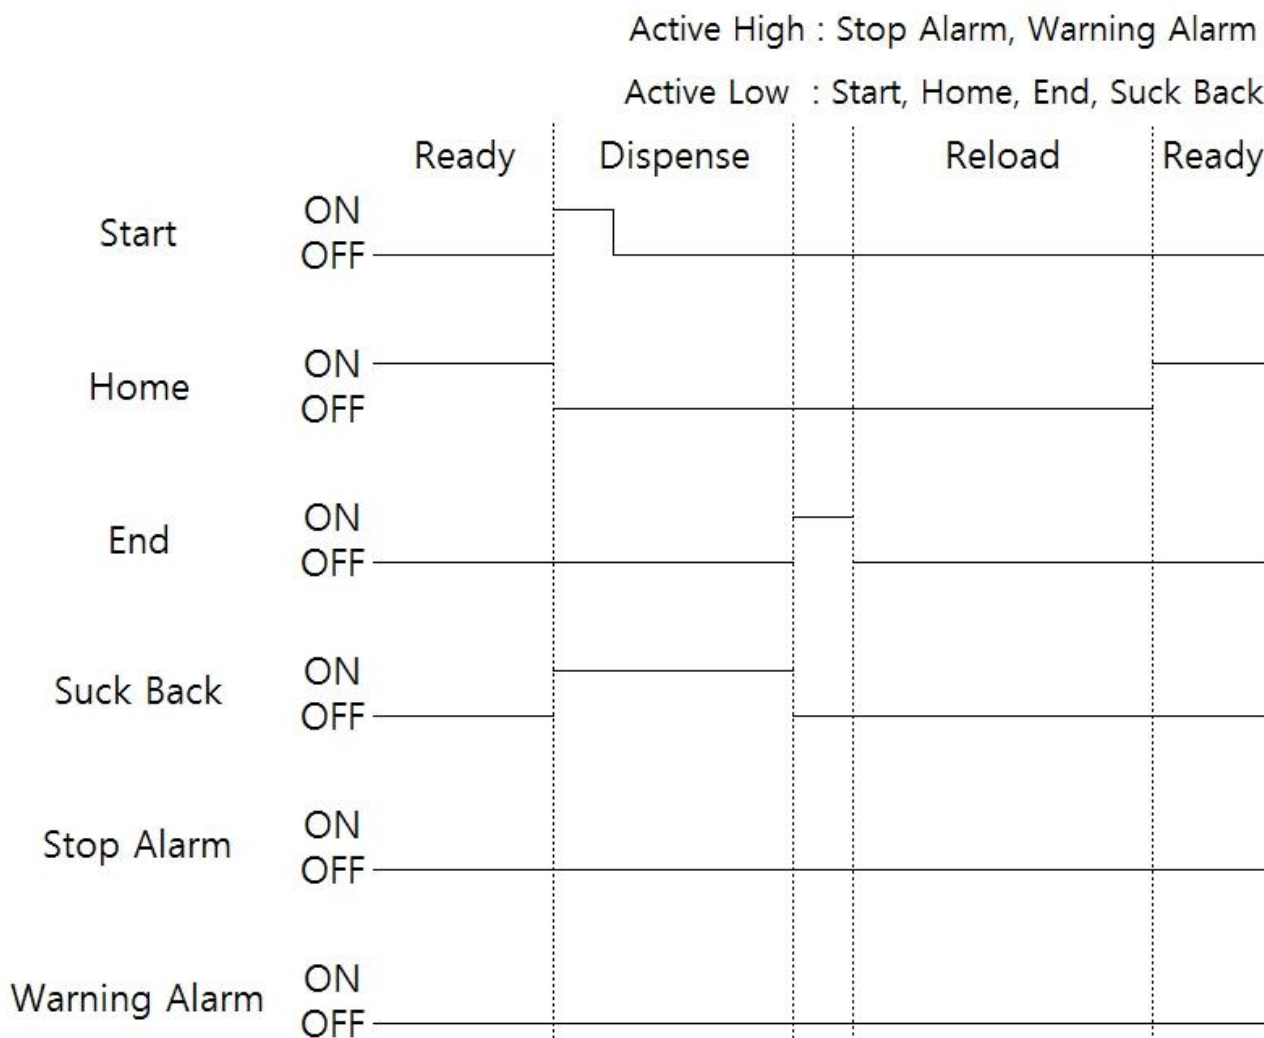 Active High : Stop Alarm, Warning Alarm
Active Low : Start, Home, End, Suck Back
Ready Dispense Reload Ready
Start ON
OFF
Home ON
OFF
End ON
OFF
Suck Back ON
OFF
Stop Alarm ON
OFF
Warning Alarm ON
OFF